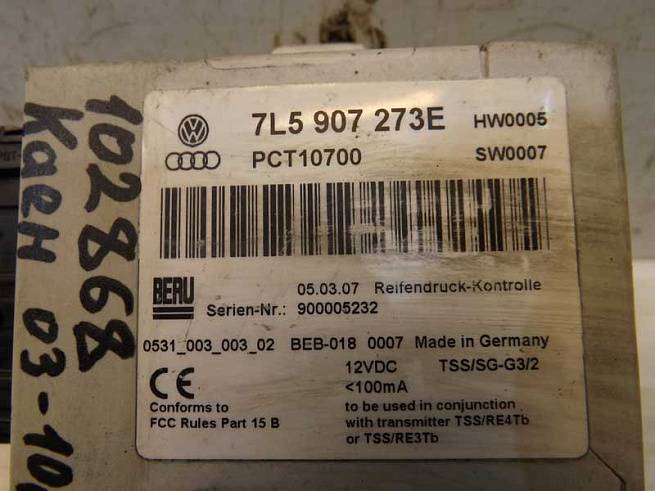 7L5 907 273E HW0005
PCT10700 SW0007
BERU
05.03.07 Reifendruck-Kontrolle
Serien-Nr.: 900005232
0531_003_003_02 BEB-018 0007 Made in Germany
12VDC TSS/SG-G3/2
CE <100mA
Conforms to
FCC Rules Part 15 B
to be used in conjunction
with transmitter TSS/RE4Tb
or TSS/RE3Tb
102868
Каен 03-10